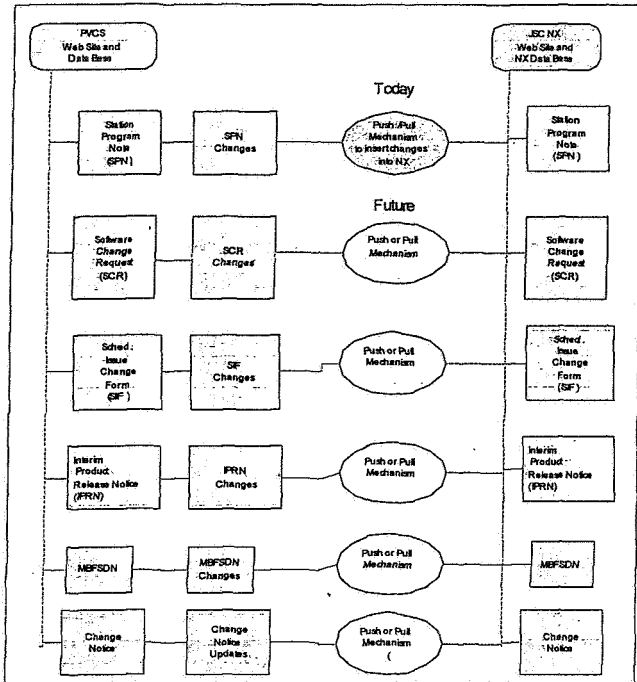 PVCS
Web Site and
Data Base
JSC NX
Web Site and
NX Data Base
Today
Station
Program
Note
(SPN)
SPN
Changes
Push/Pull
Mechanism
to Insert changes
into NX
Station
Program
Note
(SPN)
Future
Software
Change
Request
(SCR)
SCR
Changes
Push or Pull
Mechanism
Software
Change
Request
(SCR)
Sched.
Issue
Change
Form
(SIF)
SIF
Changes
Push or Pull
Mechanism
Sched.
Issue
Change
Form
(SIF)
Interim
Product
Release Notice
(IPRN)
IPRN
Changes
Push or Pull
Mechanism
Interim
Product
Release Notice
(IPRN)
MBFSDN
MBFSDN
Changes
Push or Pull
Mechanism
MBFSDN
Change
Notice
Change
Notice
Updates
Push or Pull
Mechanism
(
Change
Notice